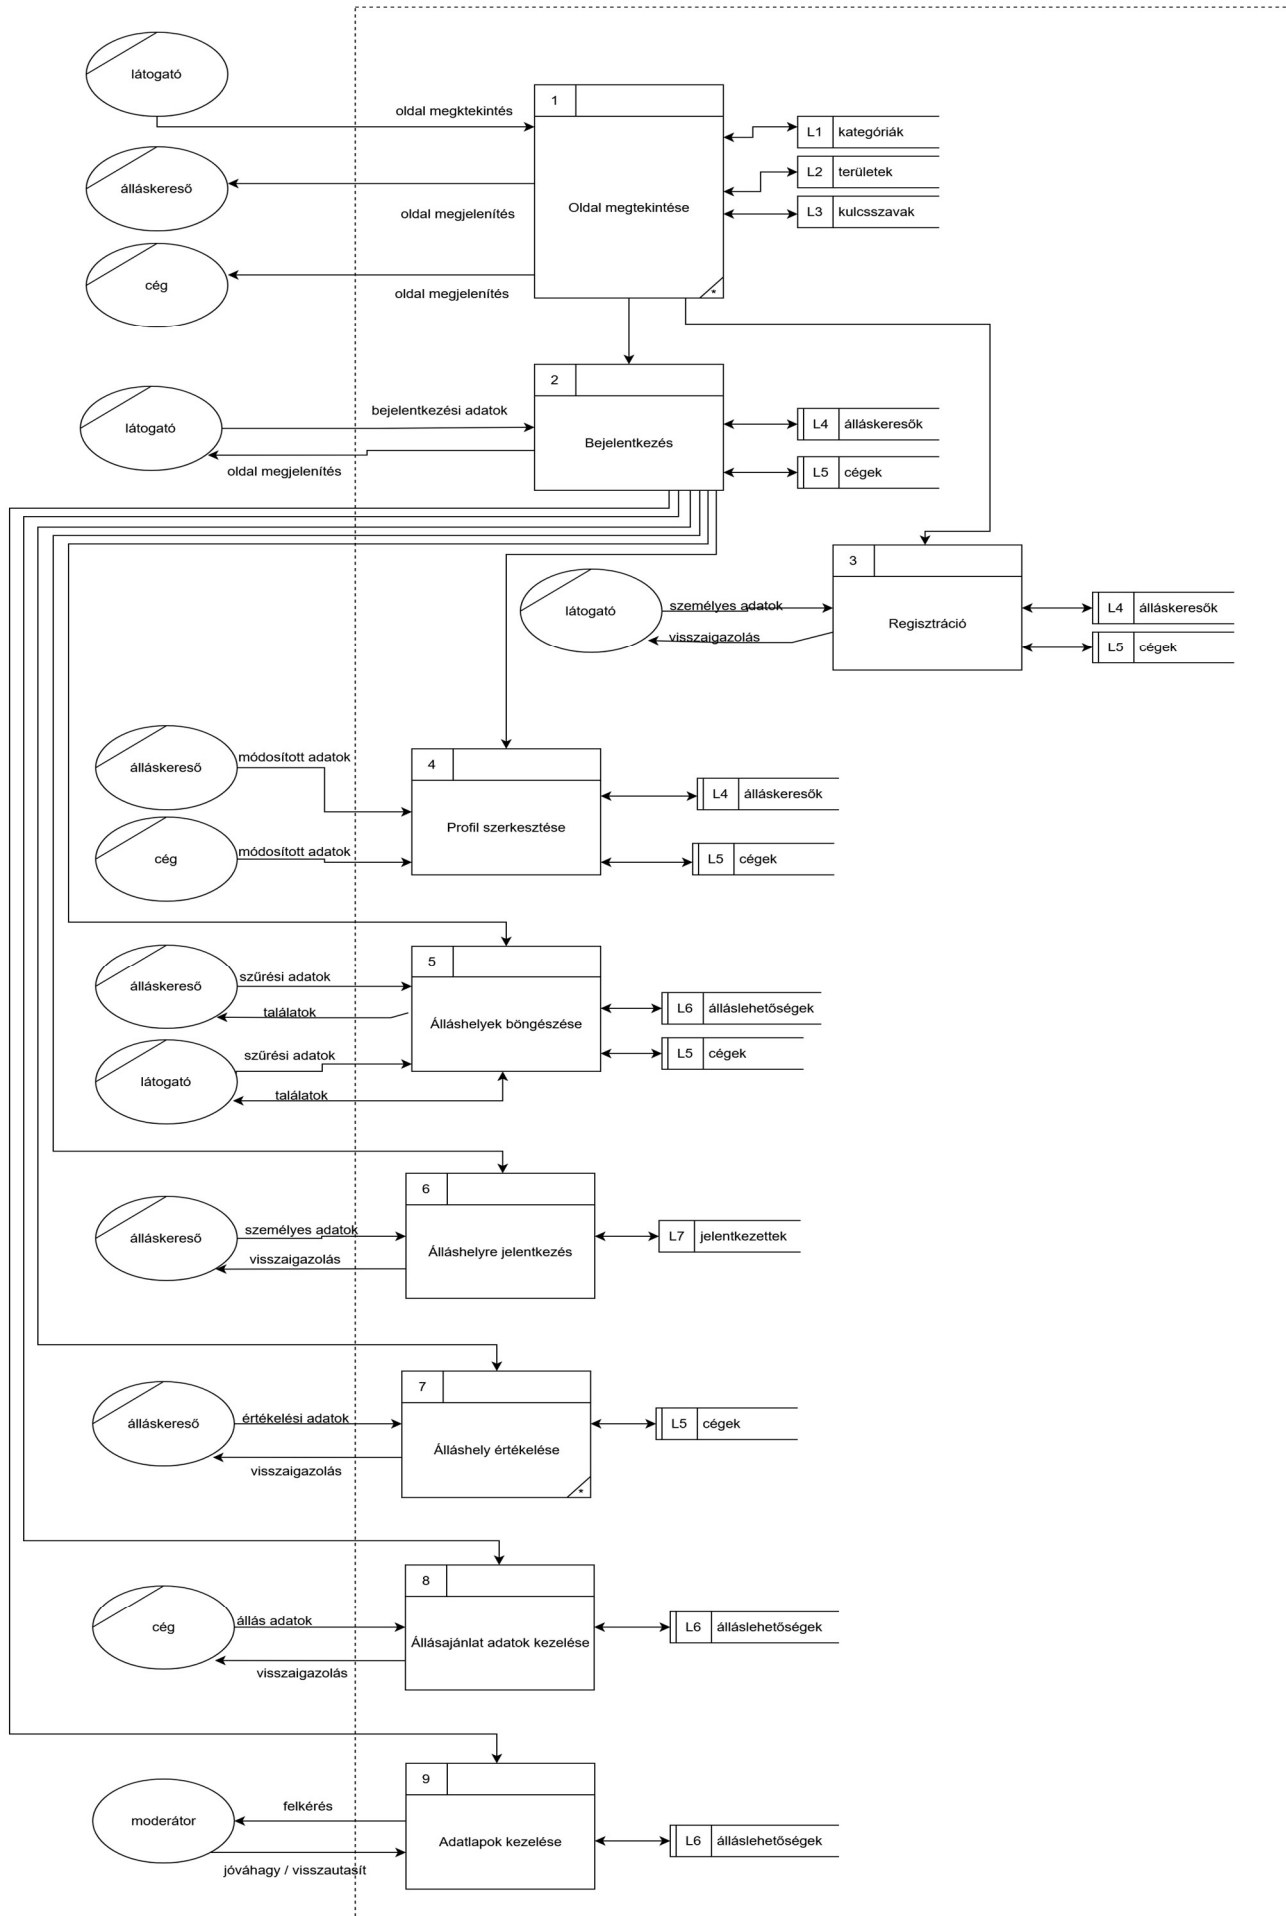 látogató
oldal megktekintés
1
Oldal megtekintése
*
L1 kategóriák
L2 területek
L3 kulcsszavak
álláskereső
oldal megjelenítés
cég
oldal megjelenítés
2
Bejelentkezés
látogató
bejelentkezési adatok
oldal megjelenítés
L4 álláskeresők
L5 cégek
3
Regisztráció
látogató
személyes adatok
visszaigazolás
L4 álláskeresők
L5 cégek
4
Profil szerkesztése
álláskereső
módosított adatok
cég
módosított adatok
L4 álláskeresők
L5 cégek
5
Álláshelyek böngészése
álláskereső
szűrési adatok
találatok
látogató
szűrési adatok
találatok
L6 álláslehetőségek
L5 cégek
6
Álláshelyre jelentkezés
álláskereső
személyes adatok
visszaigazolás
L7 jelentkezettek
7
Álláshely értékelése
*
álláskereső
értékelési adatok
visszaigazolás
L5 cégek
8
Állásajánlat adatok kezelése
cég
állás adatok
visszaigazolás
L6 álláslehetőségek
9
Adatlapok kezelése
moderátor
felkérés
jóváhagy / visszautasít
L6 álláslehetőségek